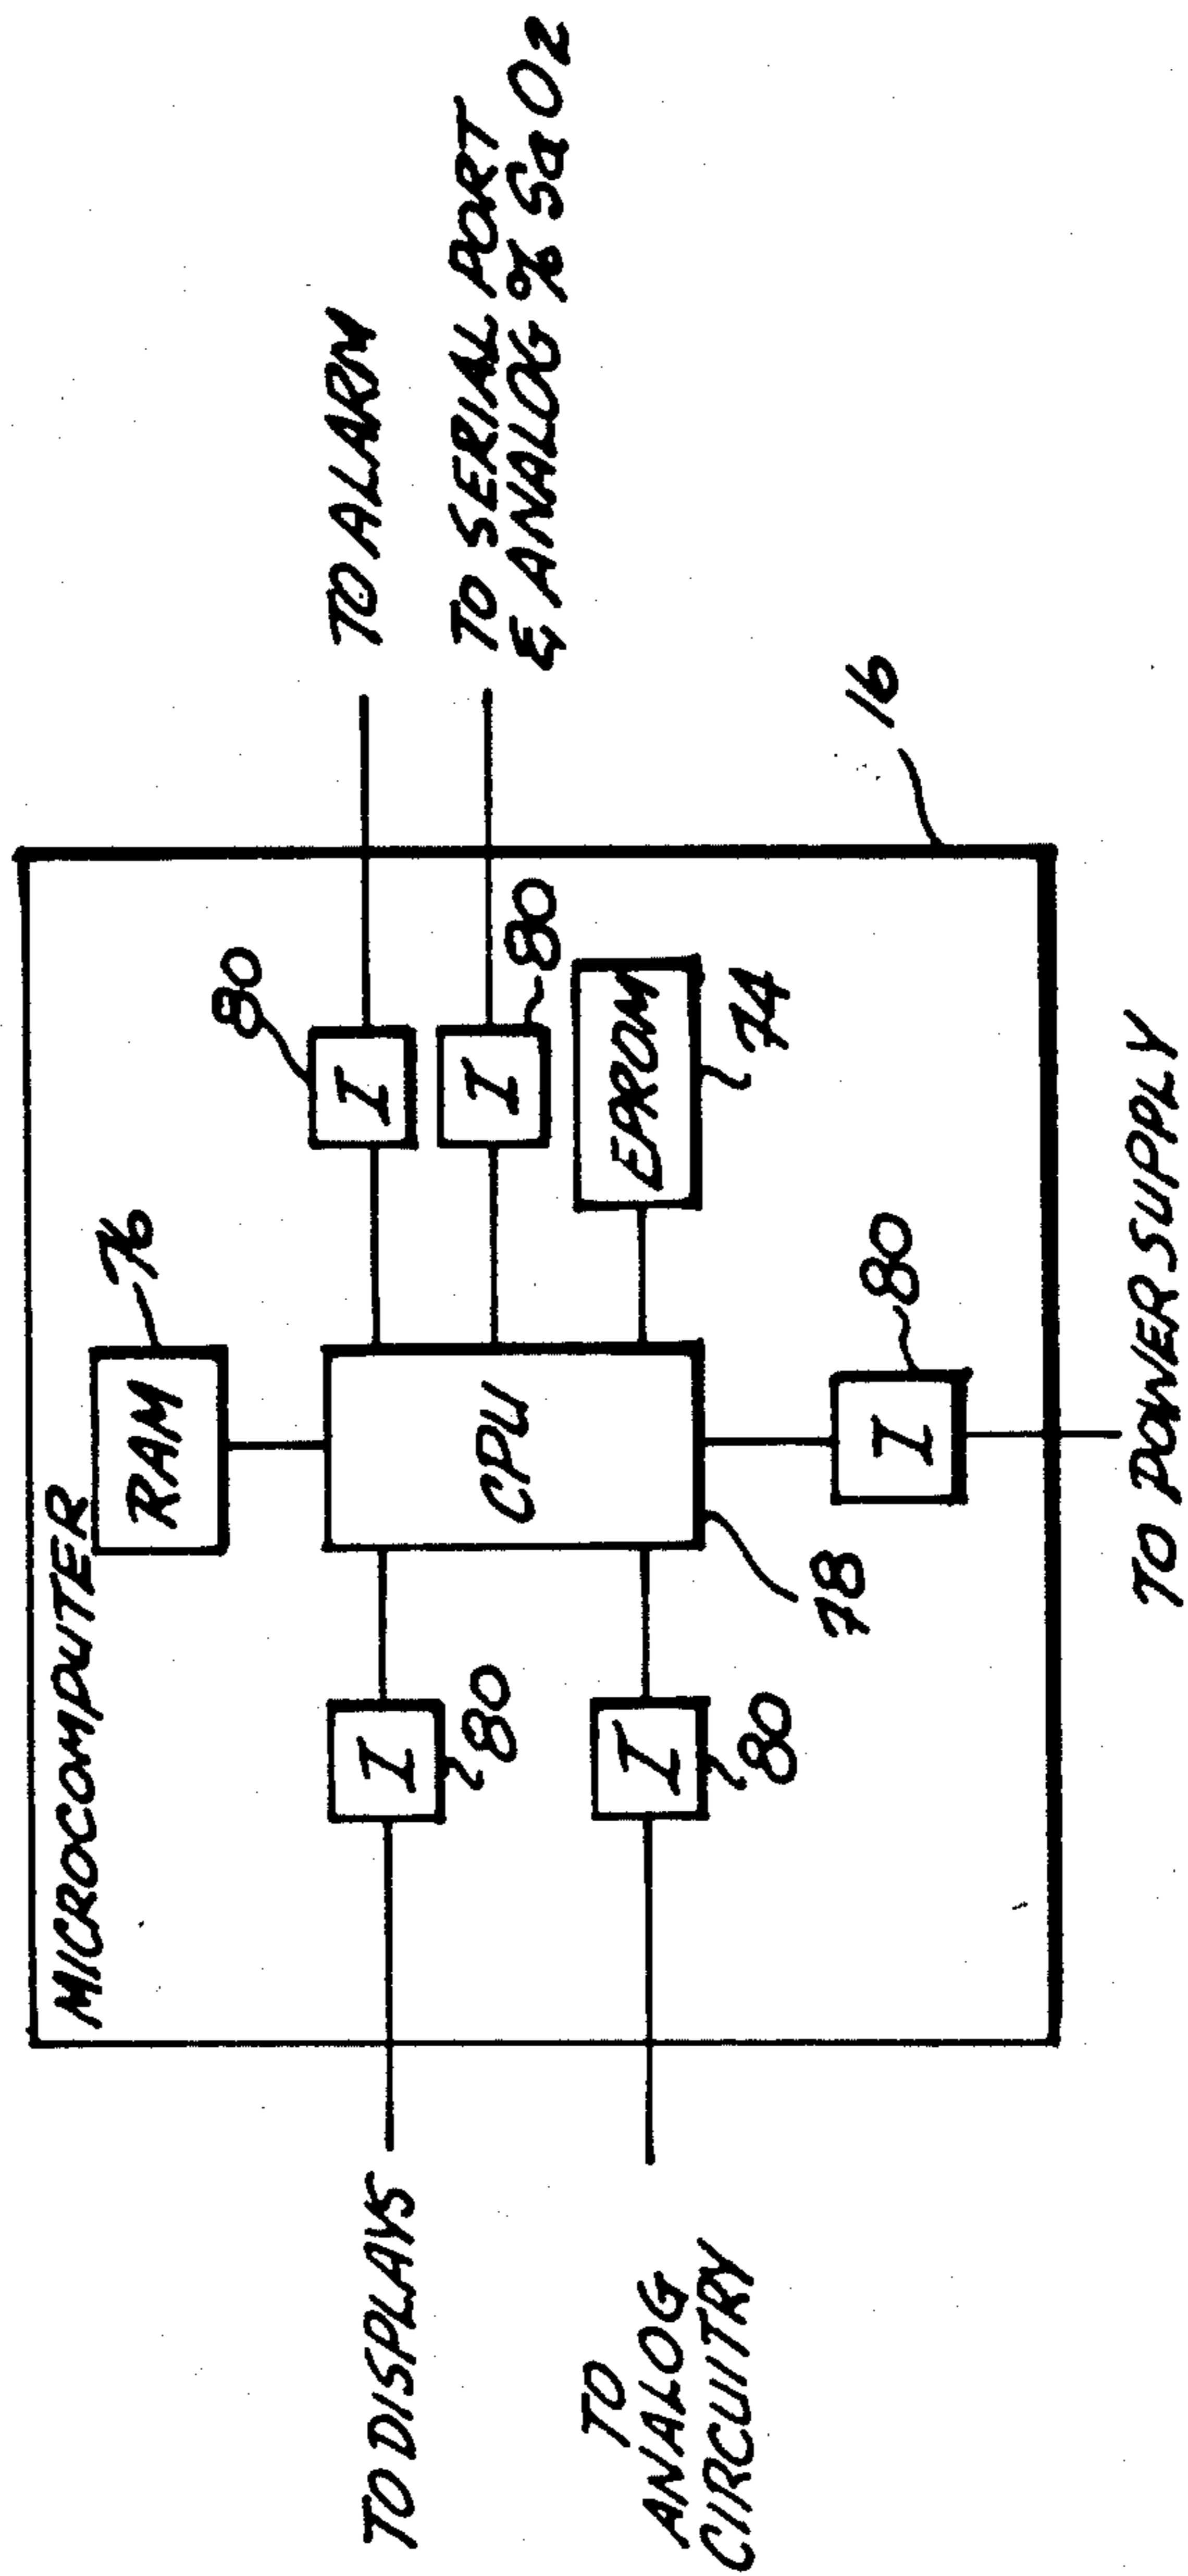 MICROCOMPUTER
RAM
76
80
I
TO ALARM
I
80
TO SERIAL PORT
& ANALOG % SaO2
TO DISPLAYS
I
80
CPU
78
EPROM
74
TO
ANALOG
CIRCUITRY
I
80
I
80
16
TO POWER SUPPLY